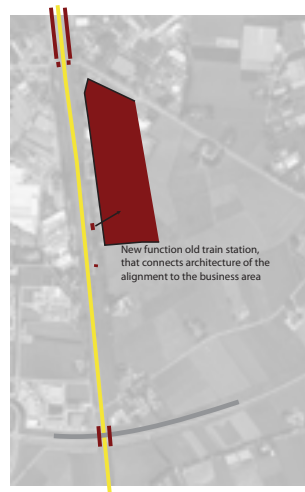 New function old train station,
that connects architecture of the
alignment to the business area